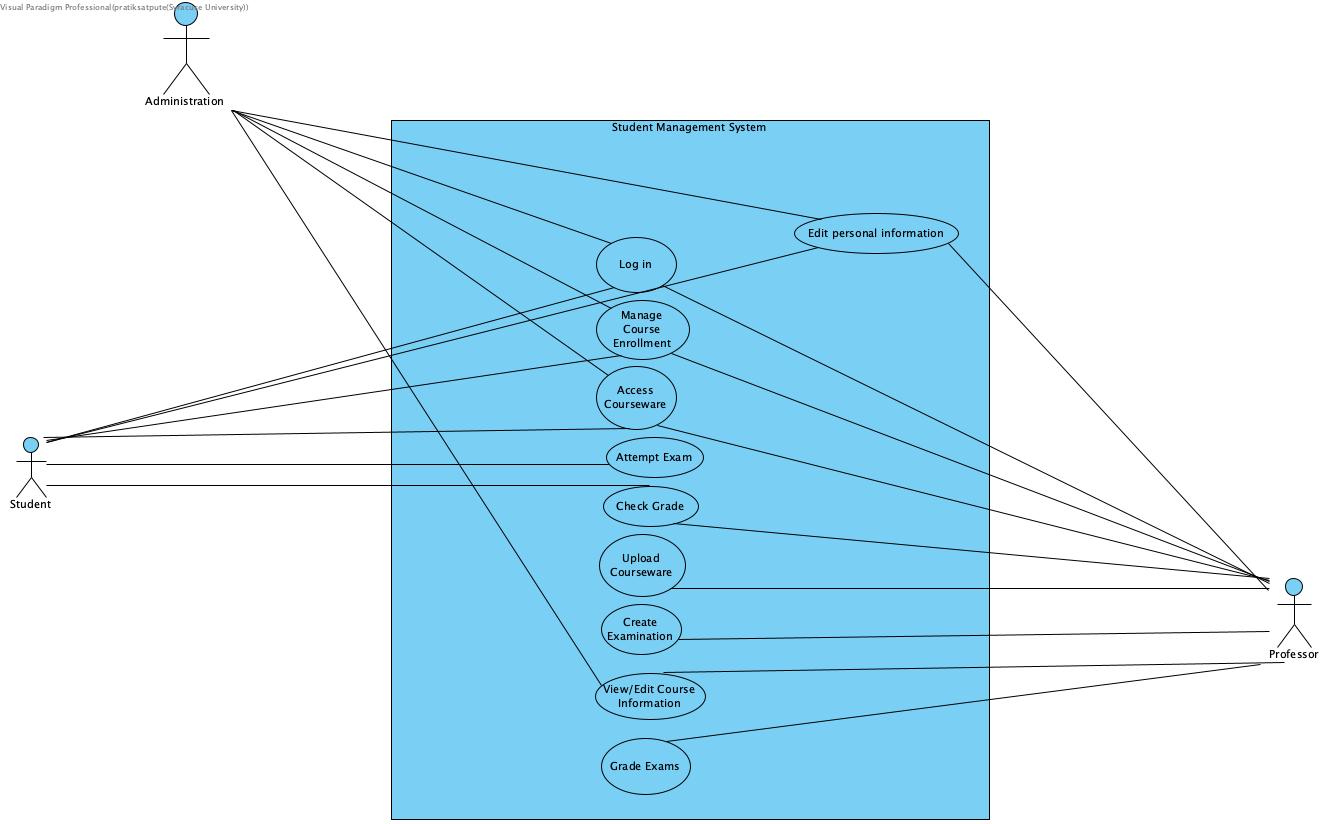 Visual Paradigm Professional(pratiksatpute(Syracuse University))
Administration
Student Management System
Edit personal information
Log in
Manage
Course
Enrollment
Access
Courseware
Attempt Exam
Student
Check Grade
Upload
Courseware
Create
Examination
Professor
View/Edit Course
Information
Grade Exams